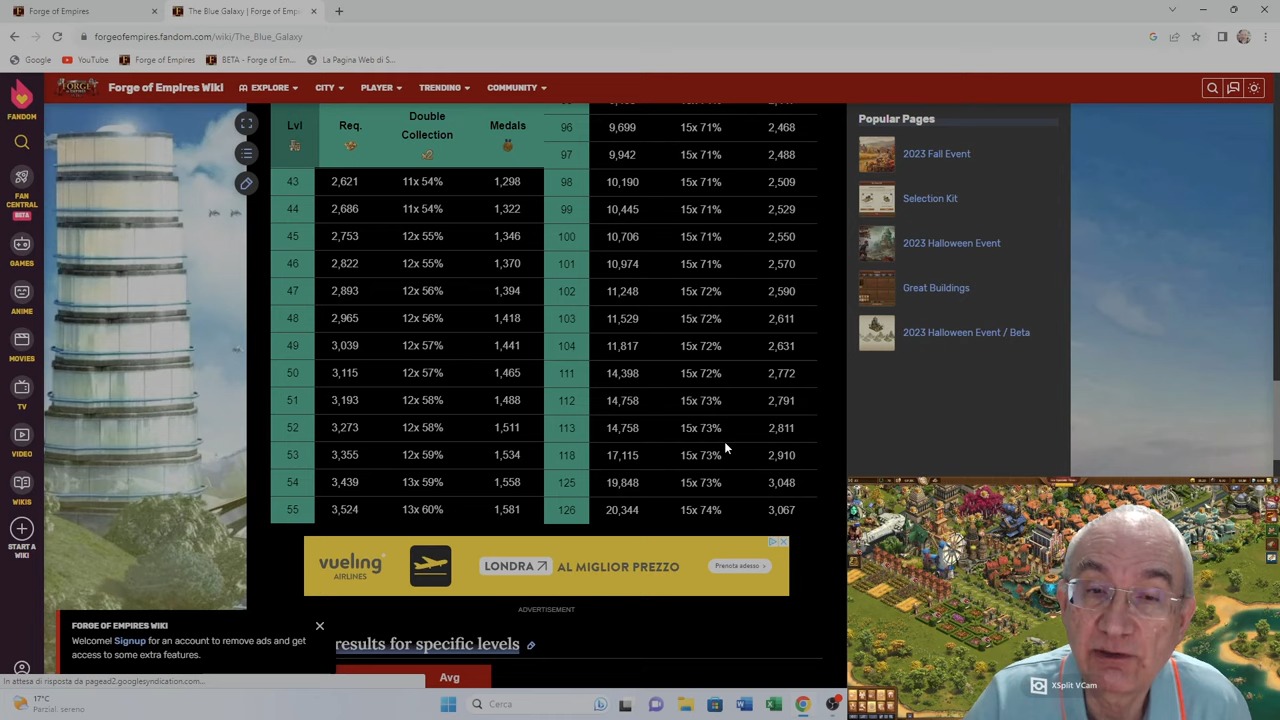 Forge of Empires
The Blue Galaxy | Forge of Empires
forgeofempires.fandom.com/wiki/The_Blue_Galaxy
Google
YouTube
Forge of Empires
BETA - Forge of Emp...
La Pagina Web di S...
Forge of Empires Wiki
EXPLORE
CITY
PLAYER
TRENDING
COMMUNITY
FANDOM
FAN
CENTRAL
BETA
GAMES
ANIME
MOVIES
TV
VIDEO
WIKIS
START A
WIKI
Lvl Req. Double Collection Medals
43 2,621 11x 54% 1,298
44 2,686 11x 54% 1,322
45 2,753 12x 55% 1,346
46 2,822 12x 55% 1,370
47 2,893 12x 56% 1,394
48 2,965 12x 56% 1,418
49 3,039 12x 57% 1,441
50 3,115 12x 57% 1,465
51 3,193 12x 58% 1,488
52 3,273 12x 58% 1,511
53 3,355 12x 59% 1,534
54 3,439 13x 59% 1,558
55 3,524 13x 60% 1,581
96 9,699 15x 71% 2,468
97 9,942 15x 71% 2,488
98 10,190 15x 71% 2,509
99 10,445 15x 71% 2,529
100 10,706 15x 71% 2,550
101 10,974 15x 71% 2,570
102 11,248 15x 72% 2,590
103 11,529 15x 72% 2,611
104 11,817 15x 72% 2,631
111 14,398 15x 72% 2,772
112 14,758 15x 73% 2,791
113 14,758 15x 73% 2,811
118 17,115 15x 73% 2,910
125 19,848 15x 73% 3,048
126 20,344 15x 74% 3,067
Popular Pages
2023 Fall Event
Selection Kit
2023 Halloween Event
Great Buildings
2023 Halloween Event / Beta
vueling
AIRLINES
LONDRA AL MIGLIOR PREZZO
Prenota adesso >
ADVERTISEMENT
FORGE OF EMPIRES WIKI
Welcome! Signup for an account to remove ads and get
access to some extra features.
results for specific levels
Avg
In attesa di risposta da pagead2.googlesyndication.com...
17°C
Parzial. sereno
Cerca
XSplit VCam